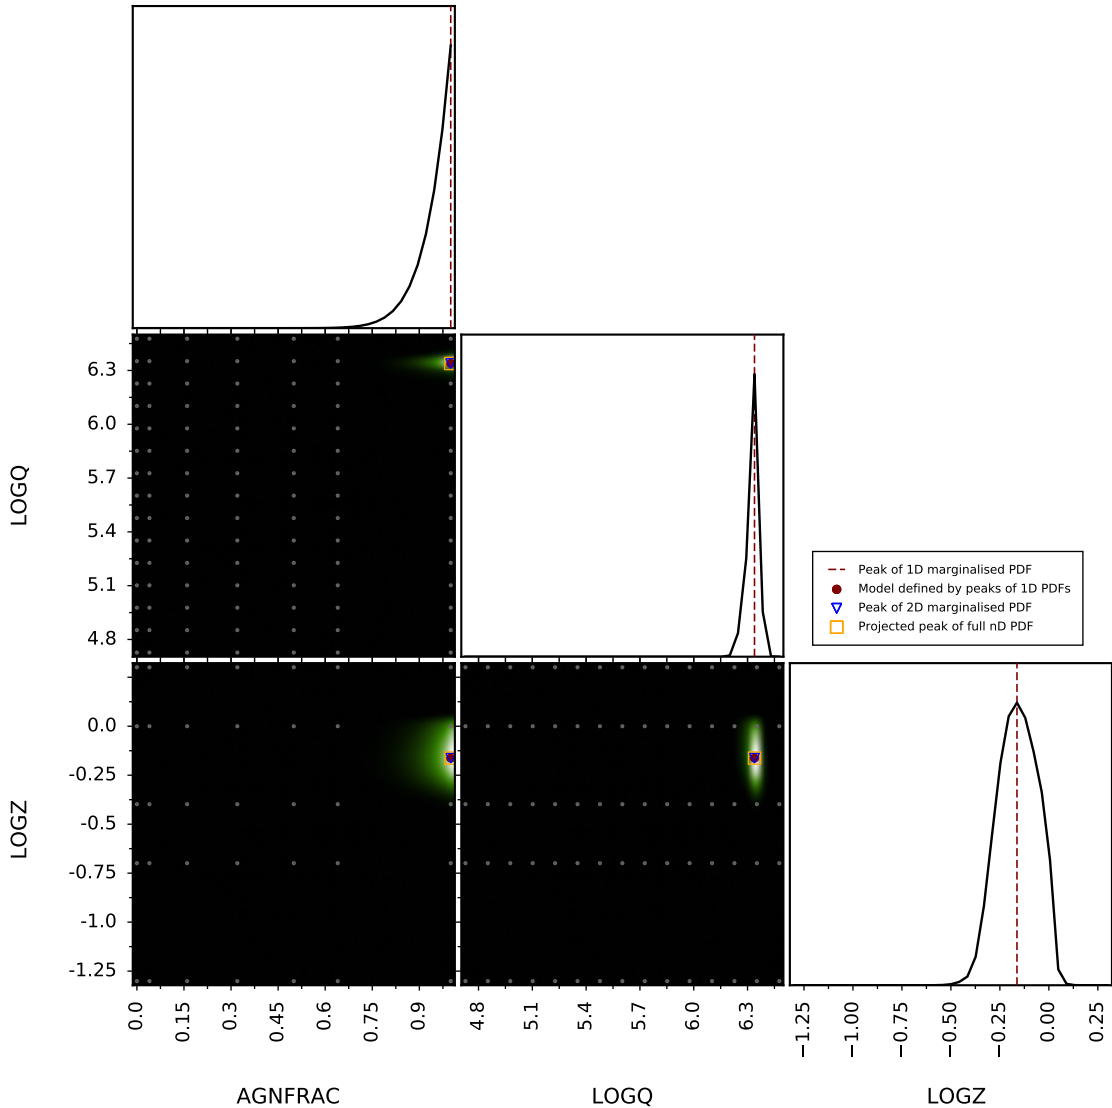 6.3
6.0
5.7
5.4
5.1
4.8
LOGQ
Peak of 1D marginalised PDF
Model defined by peaks of 1D PDFs
Peak of 2D marginalised PDF
Projected peak of full nD PDF
0.0
-0.25
-0.5
-0.75
-1.0
-1.25
LOGZ
0.0 0.15 0.3 0.45 0.6 0.75 0.9
4.8 5.1 5.4 5.7 6.0 6.3
−1.25 −1.00 −0.75 −0.50 −0.25 0.00 0.25
AGNFRAC LOGQ LOGZ